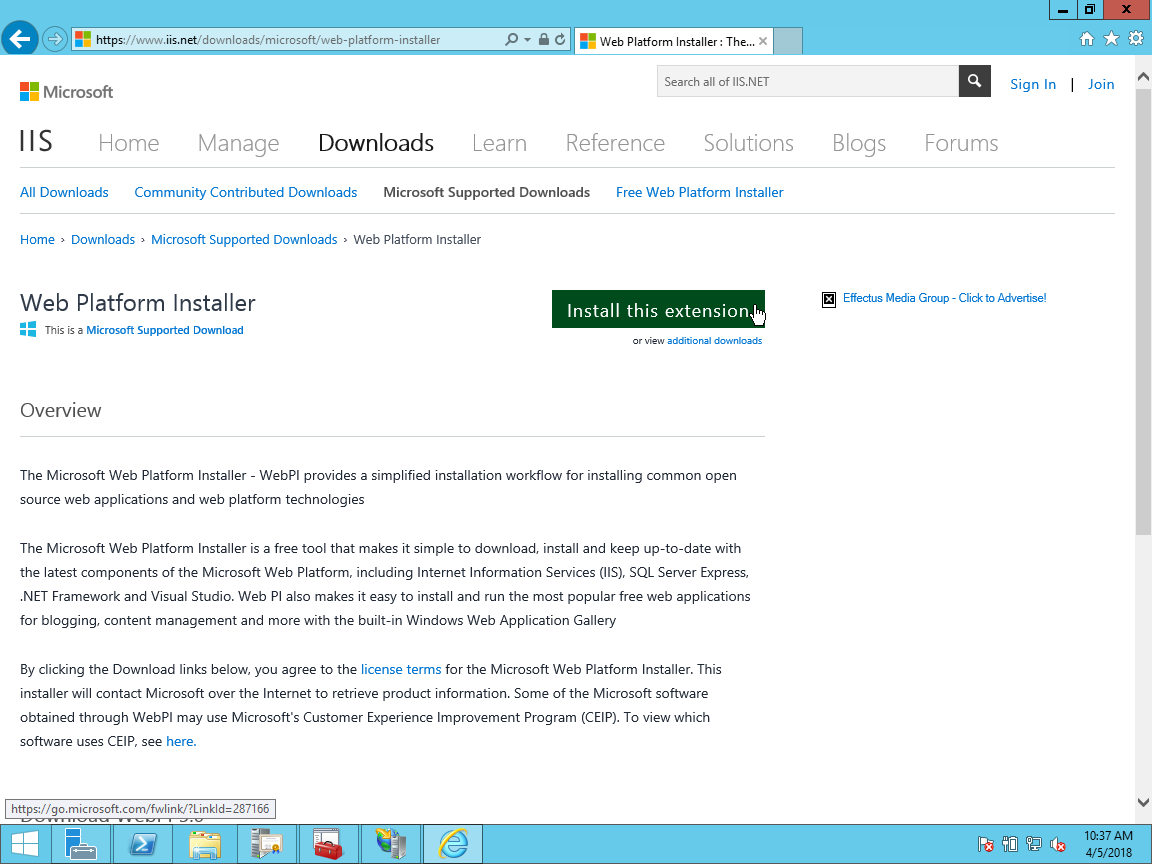 https://www.iis.net/downloads/microsoft/web-platform-installer
Web Platform Installer : The...
Microsoft
Search all of IIS.NET
Sign In | Join
IIS Home Manage Downloads Learn Reference Solutions Blogs Forums
All Downloads Community Contributed Downloads Microsoft Supported Downloads Free Web Platform Installer
Home › Downloads › Microsoft Supported Downloads › Web Platform Installer
Web Platform Installer
This is a Microsoft Supported Download
Install this extension
or view additional downloads
Effectus Media Group - Click to Advertise!
Overview
The Microsoft Web Platform Installer - WebPI provides a simplified installation workflow for installing common open
source web applications and web platform technologies
The Microsoft Web Platform Installer is a free tool that makes it simple to download, install and keep up-to-date with
the latest components of the Microsoft Web Platform, including Internet Information Services (IIS), SQL Server Express,
.NET Framework and Visual Studio. Web PI also makes it easy to install and run the most popular free web applications
for blogging, content management and more with the built-in Windows Web Application Gallery
By clicking the Download links below, you agree to the license terms for the Microsoft Web Platform Installer. This
installer will contact Microsoft over the Internet to retrieve product information. Some of the Microsoft software
obtained through WebPI may use Microsoft's Customer Experience Improvement Program (CEIP). To view which
software uses CEIP, see here.
https://go.microsoft.com/fwlink/?LinkId=287166
10:37 AM
4/5/2018